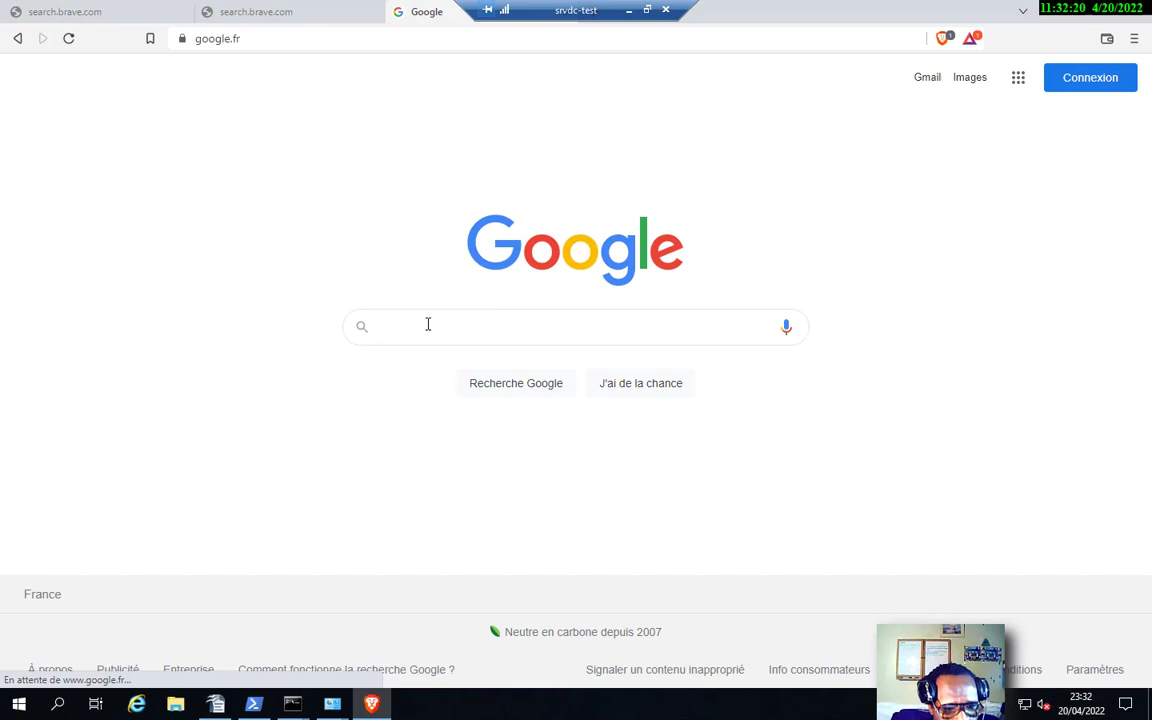 search.brave.com
search.brave.com
Google
srvdc-test
11:32:20 4/20/2022
google.fr
1
1
Gmail
Images
Connexion
Google
Recherche Google
J'ai de la chance
France
Neutre en carbone depuis 2007
À propos
Publicité
Entreprise
Comment fonctionne la recherche Google ?
Signaler un contenu inapproprié
Info consommateurs
ditions
Paramètres
En attente de www.google.fr...
23:32
20/04/2022